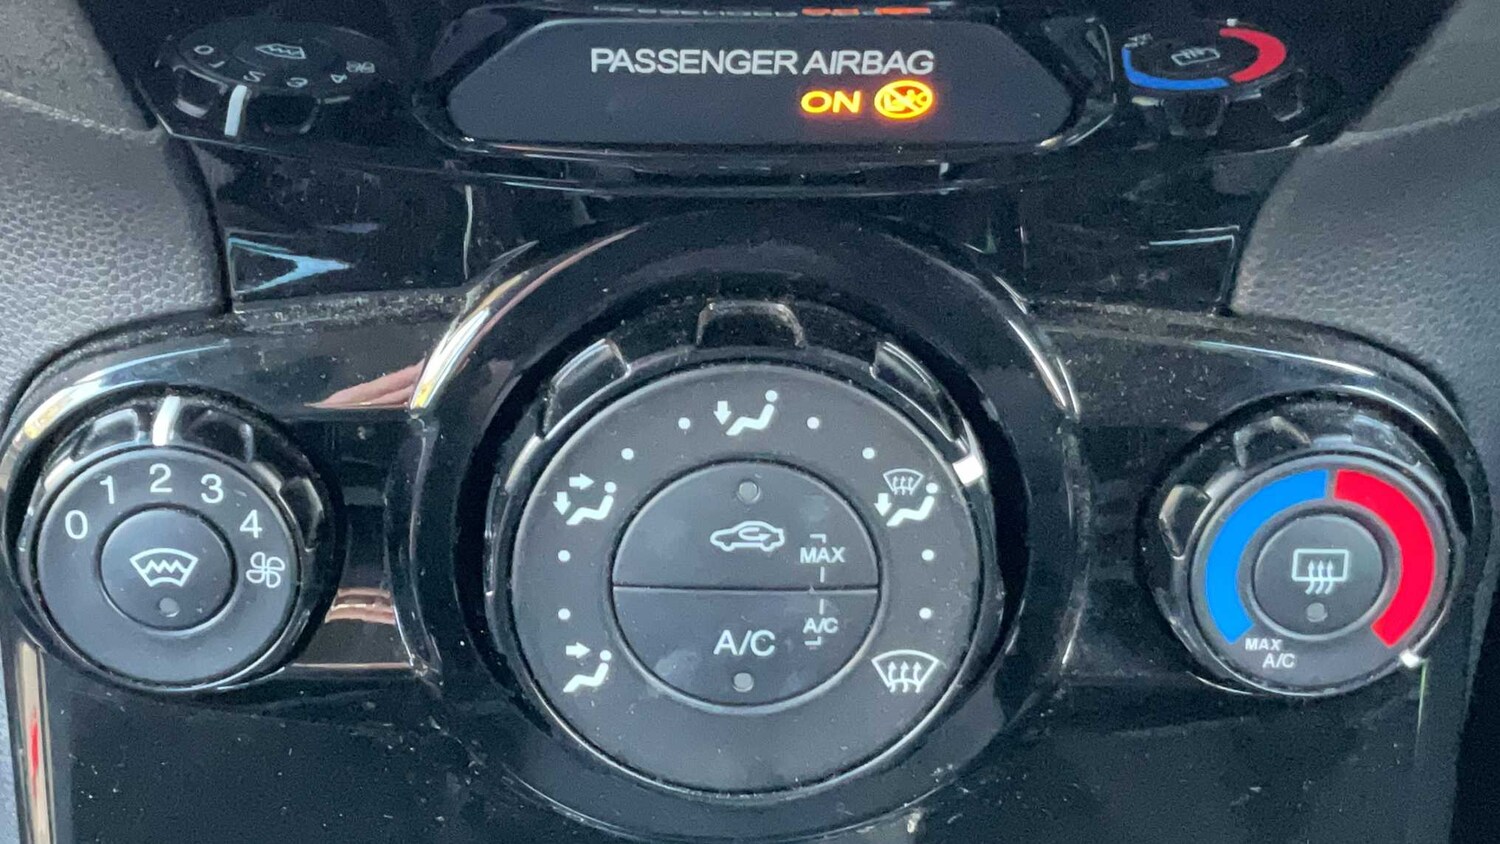 PASSENGER AIRBAG
ON
0 1 2 3 4
MAX
A/C
A/C
MAX
A/C